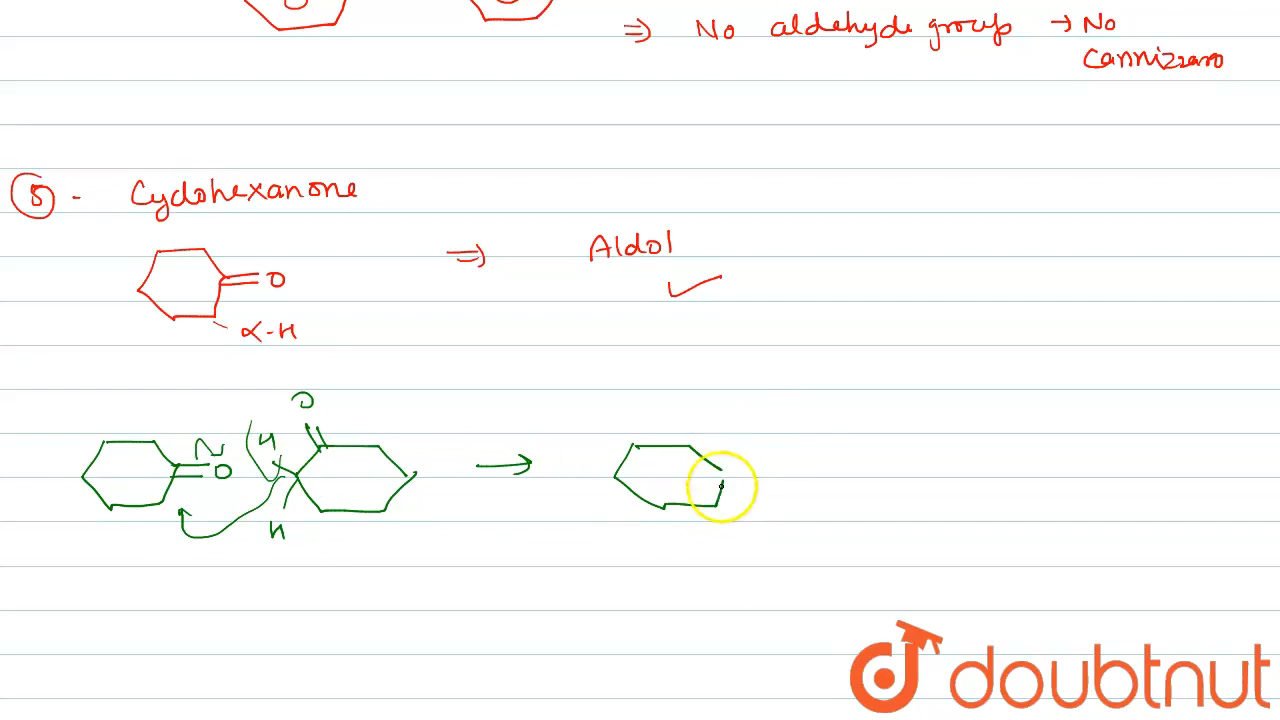 ⇒ No aldehyde group → No
Cannizzaro
5 - Cyclohexanone
⇒ Aldol ✓
=O
α-H
O
H
=O
→
H
doubtnut